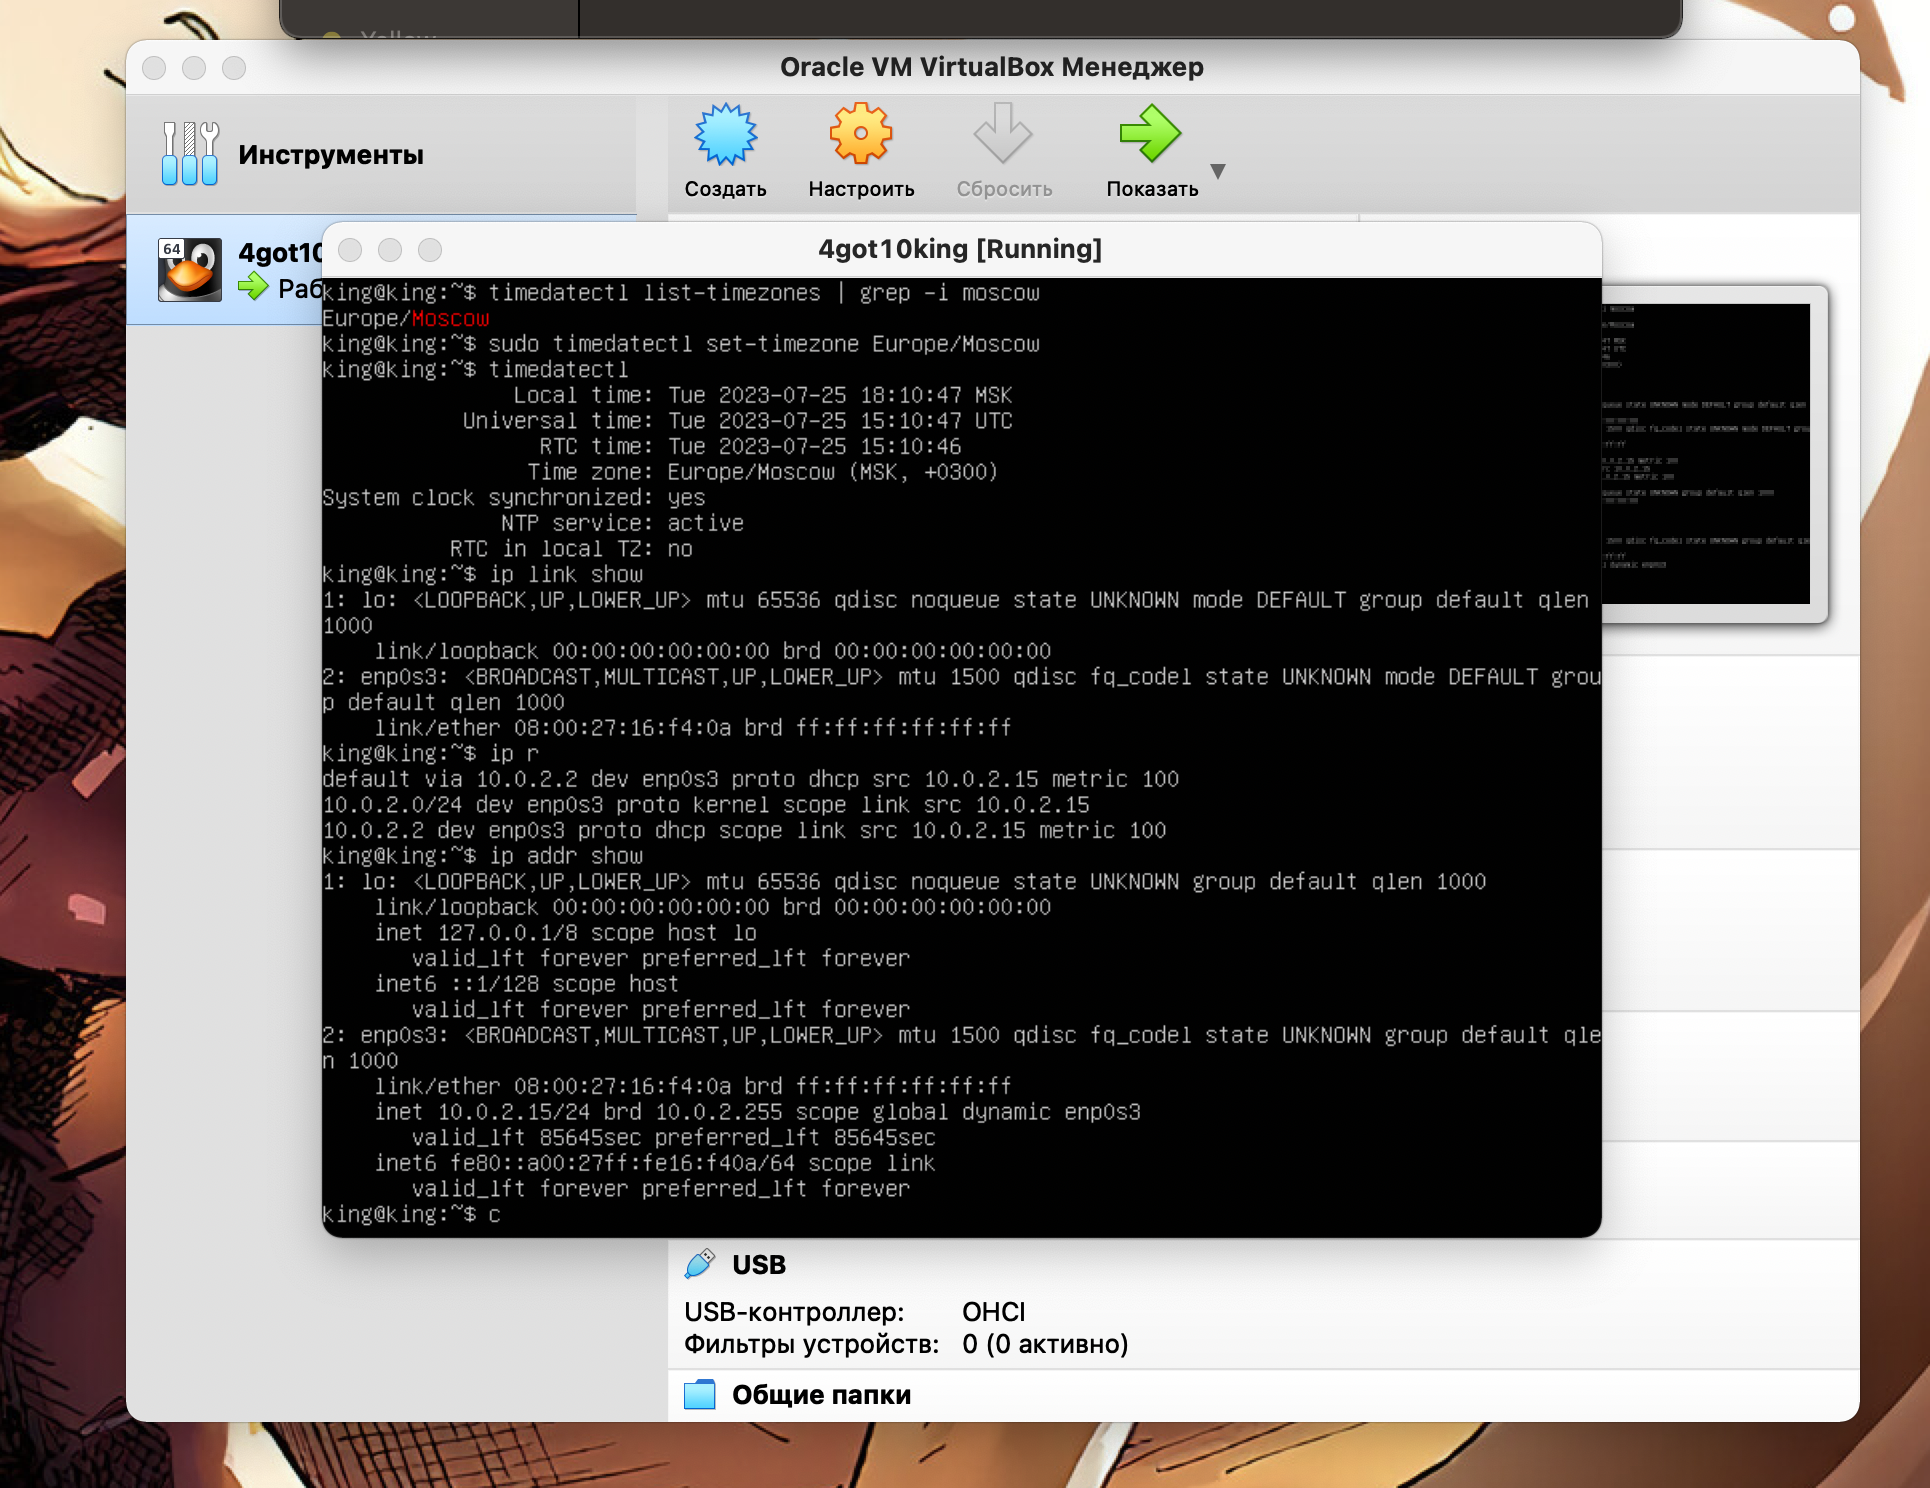 Yellow
Oracle VM VirtualBox Менеджер
Инструменты
Создать
Настроить
Сбросить
Показать
64
4got10
Раб
4got10king [Running]
king@king:~$ timedatectl list-timezones | grep -i moscow
Europe/Moscow
king@king:~$ sudo timedatectl set-timezone Europe/Moscow
king@king:~$ timedatectl
Local time: Tue 2023-07-25 18:10:47 MSK
Universal time: Tue 2023-07-25 15:10:47 UTC
RTC time: Tue 2023-07-25 15:10:46
Time zone: Europe/Moscow (MSK, +0300)
System clock synchronized: yes
NTP service: active
RTC in local TZ: no
king@king:~$ ip link show
1: lo: <LOOPBACK,UP,LOWER_UP> mtu 65536 qdisc noqueue state UNKNOWN mode DEFAULT group default qlen
1000
link/loopback 00:00:00:00:00:00 brd 00:00:00:00:00:00
2: enp0s3: <BROADCAST,MULTICAST,UP,LOWER_UP> mtu 1500 qdisc fq_codel state UNKNOWN mode DEFAULT grou
p default qlen 1000
link/ether 08:00:27:16:f4:0a brd ff:ff:ff:ff:ff:ff
king@king:~$ ip r
default via 10.0.2.2 dev enp0s3 proto dhcp src 10.0.2.15 metric 100
10.0.2.0/24 dev enp0s3 proto kernel scope link src 10.0.2.15
10.0.2.2 dev enp0s3 proto dhcp scope link src 10.0.2.15 metric 100
king@king:~$ ip addr show
1: lo: <LOOPBACK,UP,LOWER_UP> mtu 65536 qdisc noqueue state UNKNOWN group default qlen 1000
link/loopback 00:00:00:00:00:00 brd 00:00:00:00:00:00
inet 127.0.0.1/8 scope host lo
valid_lft forever preferred_lft forever
inet6 ::1/128 scope host
valid_lft forever preferred_lft forever
2: enp0s3: <BROADCAST,MULTICAST,UP,LOWER_UP> mtu 1500 qdisc fq_codel state UNKNOWN group default qle
n 1000
link/ether 08:00:27:16:f4:0a brd ff:ff:ff:ff:ff:ff
inet 10.0.2.15/24 brd 10.0.2.255 scope global dynamic enp0s3
valid_lft 85645sec preferred_lft 85645sec
inet6 fe80::a00:27ff:fe16:f40a/64 scope link
valid_lft forever preferred_lft forever
king@king:~$ c
USB
USB-контроллер: OHCI
Фильтры устройств: 0 (0 активно)
Общие папки